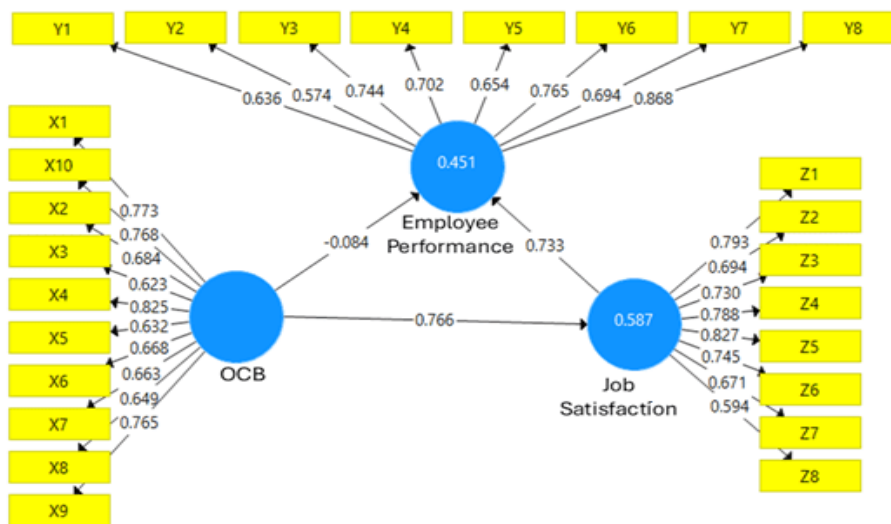 Y1 Y2 Y3 Y4 Y5 Y6 Y7 Y8
0.636 0.574 0.744 0.702 0.654 0.765 0.694 0.868
0.451
Employee
Performance
X1
X10
X2
X3
X4
X5
X6
X7
X8
X9
0.773
0.768
0.684
0.623
0.825
0.632
0.668
0.663
0.649
0.765
OCB
-0.084
0.733
0.766
0.587
Job
Satisfactíon
0.793
0.694
0.730
0.788
0.827
0.745
0.671
0.594
Z1
Z2
Z3
Z4
Z5
Z6
Z7
Z8